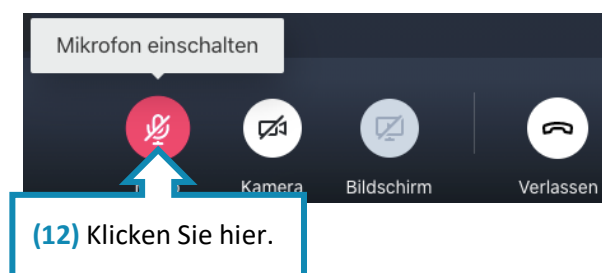 Mikrofon einschalten
Kamera
Bildschirm
Verlassen
(12) Klicken Sie hier.